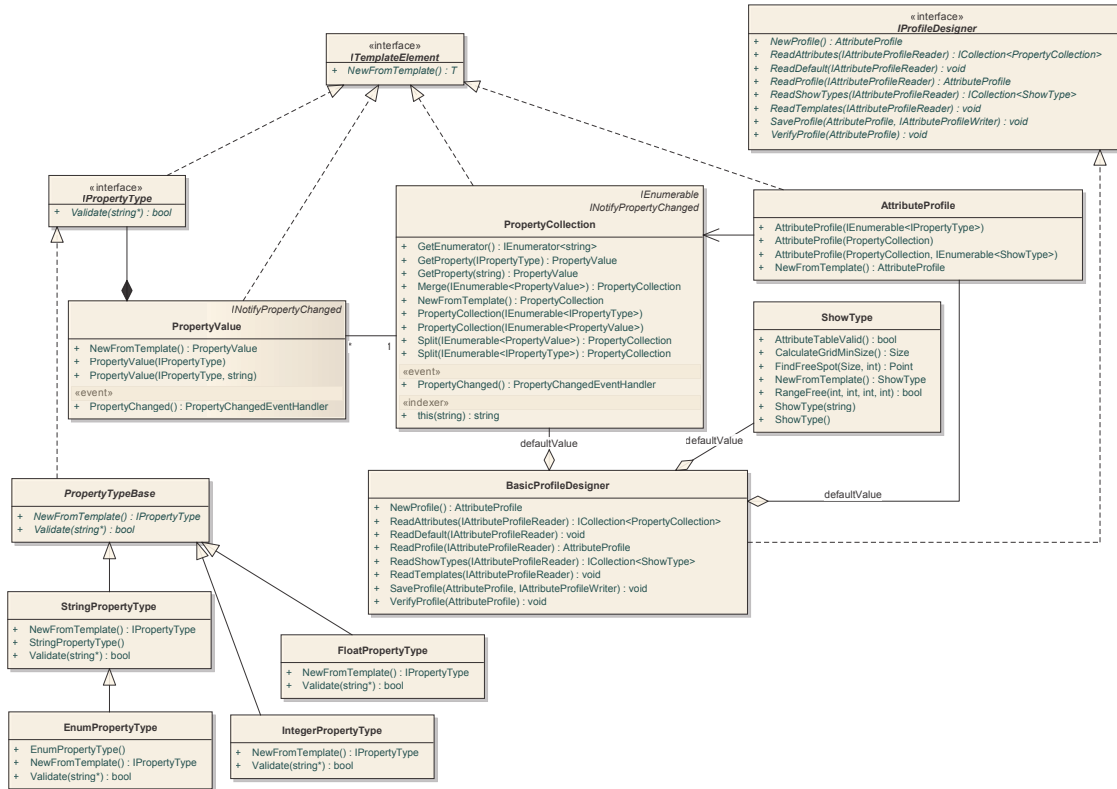 «interface»
ITemplateElement
+ NewFromTemplate() : T
«interface»
IProfileDesigner
+ NewProfile() : AttributeProfile
+ ReadAttributes(IAttributeProfileReader) : ICollection<PropertyCollection>
+ ReadDefault(IAttributeProfileReader) : void
+ ReadProfile(IAttributeProfileReader) : AttributeProfile
+ ReadShowTypes(IAttributeProfileReader) : ICollection<ShowType>
+ ReadTemplates(IAttributeProfileReader) : void
+ SaveProfile(AttributeProfile, IAttributeProfileWriter) : void
+ VerifyProfile(AttributeProfile) : void
«interface»
IPropertyType
+ Validate(string*) : bool
IEnumerable
INotifyPropertyChanged
PropertyCollection
+ GetEnumerator() : IEnumerator<string>
+ GetProperty(IPropertyType) : PropertyValue
+ GetProperty(string) : PropertyValue
+ Merge(IEnumerable<PropertyValue>) : PropertyCollection
+ NewFromTemplate() : PropertyCollection
+ PropertyCollection(IEnumerable<IPropertyType>)
+ PropertyCollection(IEnumerable<PropertyValue>)
+ Split(IEnumerable<PropertyValue>) : PropertyCollection
+ Split(IEnumerable<IPropertyType>) : PropertyCollection
«event»
+ PropertyChanged() : PropertyChangedEventHandler
«indexer»
+ this(string) : string
AttributeProfile
+ AttributeProfile(IEnumerable<IPropertyType>)
+ AttributeProfile(PropertyCollection)
+ AttributeProfile(PropertyCollection, IEnumerable<ShowType>)
+ NewFromTemplate() : AttributeProfile
INotifyPropertyChanged
PropertyValue
+ NewFromTemplate() : PropertyValue
+ PropertyValue(IPropertyType)
+ PropertyValue(IPropertyType, string)
«event»
+ PropertyChanged() : PropertyChangedEventHandler
* 1
ShowType
+ AttributeTableValid() : bool
+ CalculateGridMinSize() : Size
+ FindFreeSpot(Size, int) : Point
+ NewFromTemplate() : ShowType
+ RangeFree(int, int, int, int) : bool
+ ShowType(string)
+ ShowType()
defaultValue
defaultValue
defaultValue
BasicProfileDesigner
+ NewProfile() : AttributeProfile
+ ReadAttributes(IAttributeProfileReader) : ICollection<PropertyCollection>
+ ReadDefault(IAttributeProfileReader) : void
+ ReadProfile(IAttributeProfileReader) : AttributeProfile
+ ReadShowTypes(IAttributeProfileReader) : ICollection<ShowType>
+ ReadTemplates(IAttributeProfileReader) : void
+ SaveProfile(AttributeProfile, IAttributeProfileWriter) : void
+ VerifyProfile(AttributeProfile) : void
PropertyTypeBase
+ NewFromTemplate() : IPropertyType
+ Validate(string*) : bool
StringPropertyType
+ NewFromTemplate() : IPropertyType
+ StringPropertyType()
+ Validate(string*) : bool
FloatPropertyType
+ NewFromTemplate() : IPropertyType
+ Validate(string*) : bool
EnumPropertyType
+ EnumPropertyType()
+ NewFromTemplate() : IPropertyType
+ Validate(string*) : bool
IntegerPropertyType
+ NewFromTemplate() : IPropertyType
+ Validate(string*) : bool